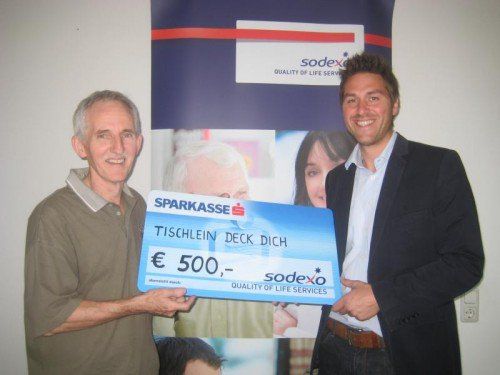 sodexo
QUALITY OF LIFE SERVICES
SPARKASSE
TISCHLEIN DECK DICH
€ 500,-
sodexo
QUALITY OF LIFE SERVICES